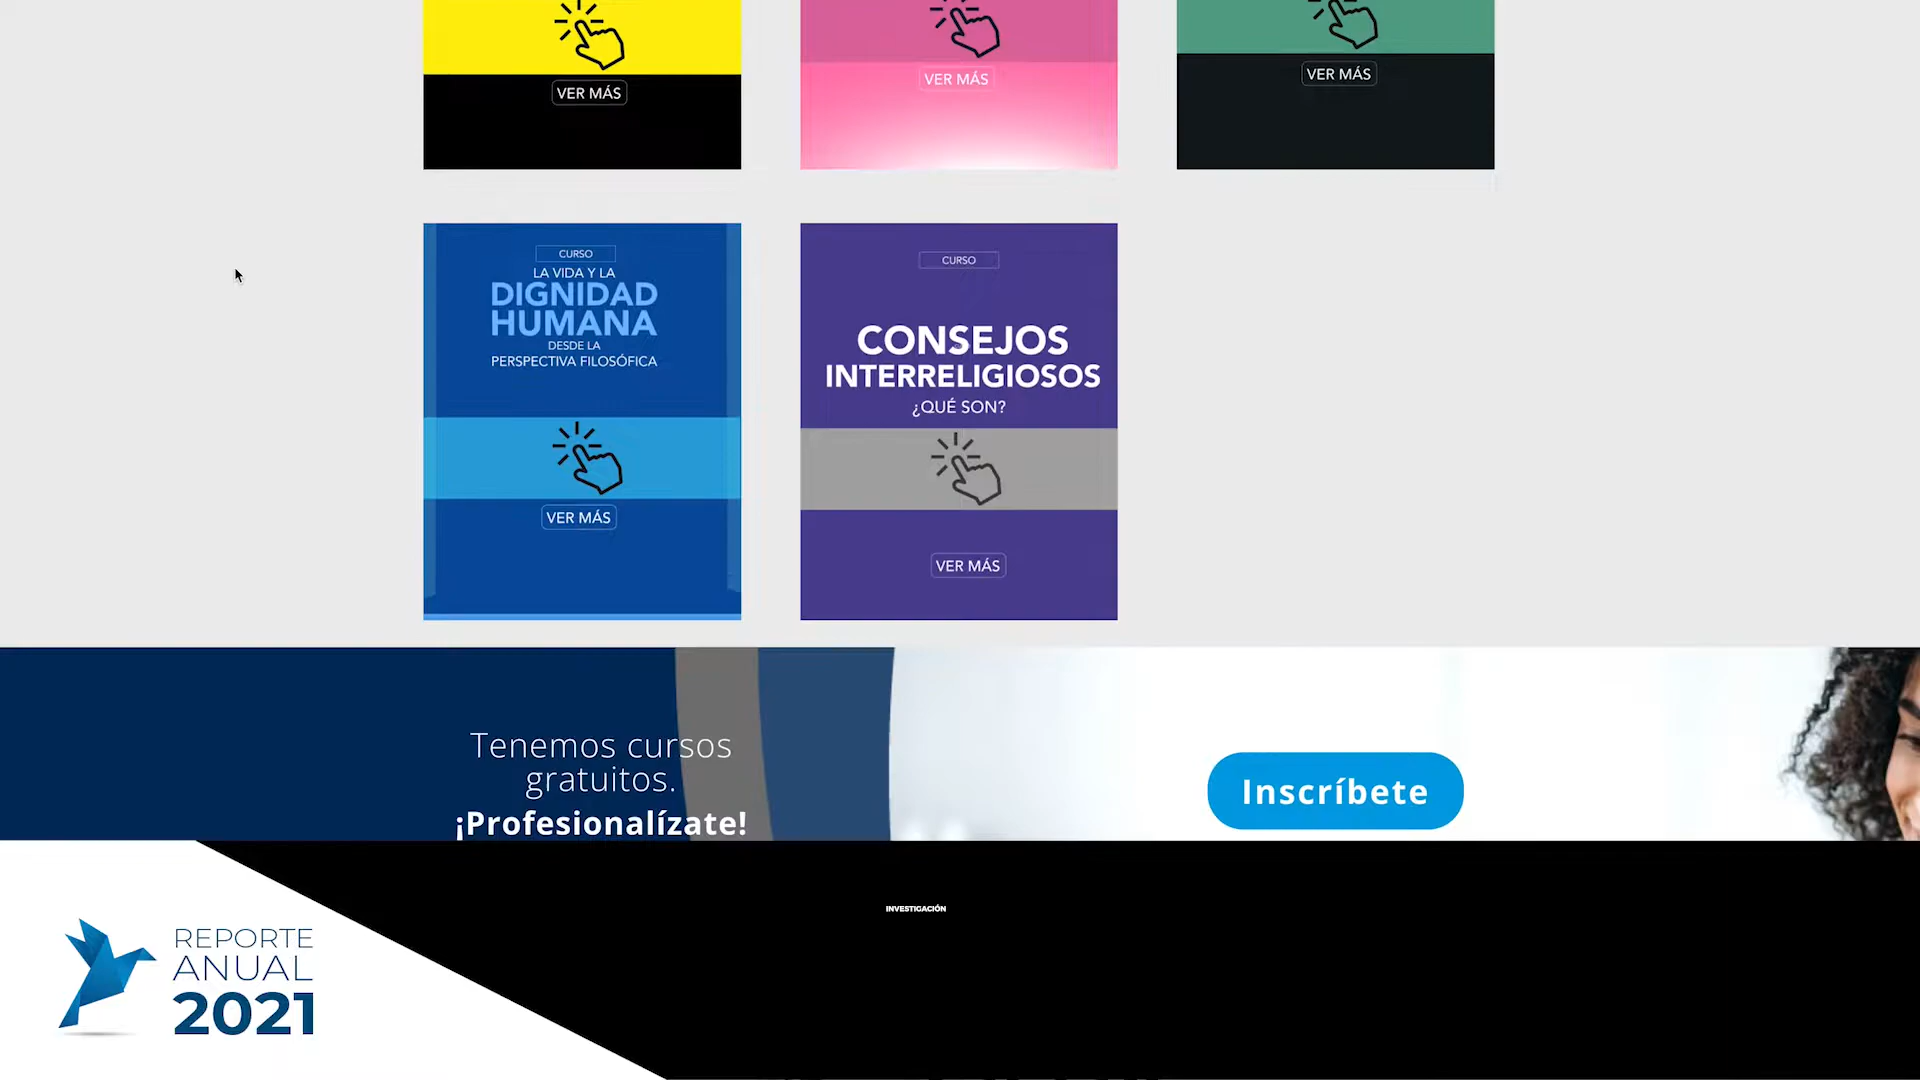 VER MÁS
VER MÁS
VER MÁS
CURSO
LA VIDA Y LA
DIGNIDAD
HUMANA
DESDE LA
PERSPECTIVA FILOSÓFICA
VER MÁS
CURSO
CONSEJOS
INTERRELIGIOSOS
¿QUÉ SON?
VER MÁS
Tenemos cursos
gratuitos.
¡Profesionalízate!
Inscríbete
INVESTIGACIÓN
REPORTE
ANUAL
2021